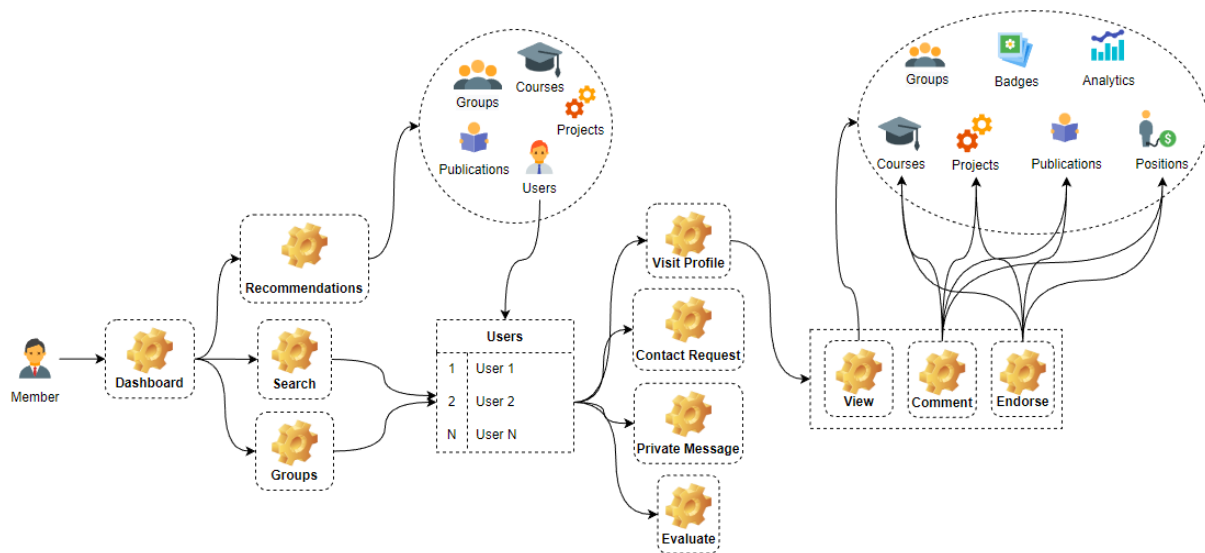 Member
Dashboard
Recommendations
Search
Groups
Groups
Courses
Projects
Publications
Users
Users
1 User 1
2 User 2
N User N
Visit Profile
Contact Request
Private Message
Evaluate
View
Comment
Endorse
Groups
Badges
Analytics
Courses
Projects
Publications
Positions